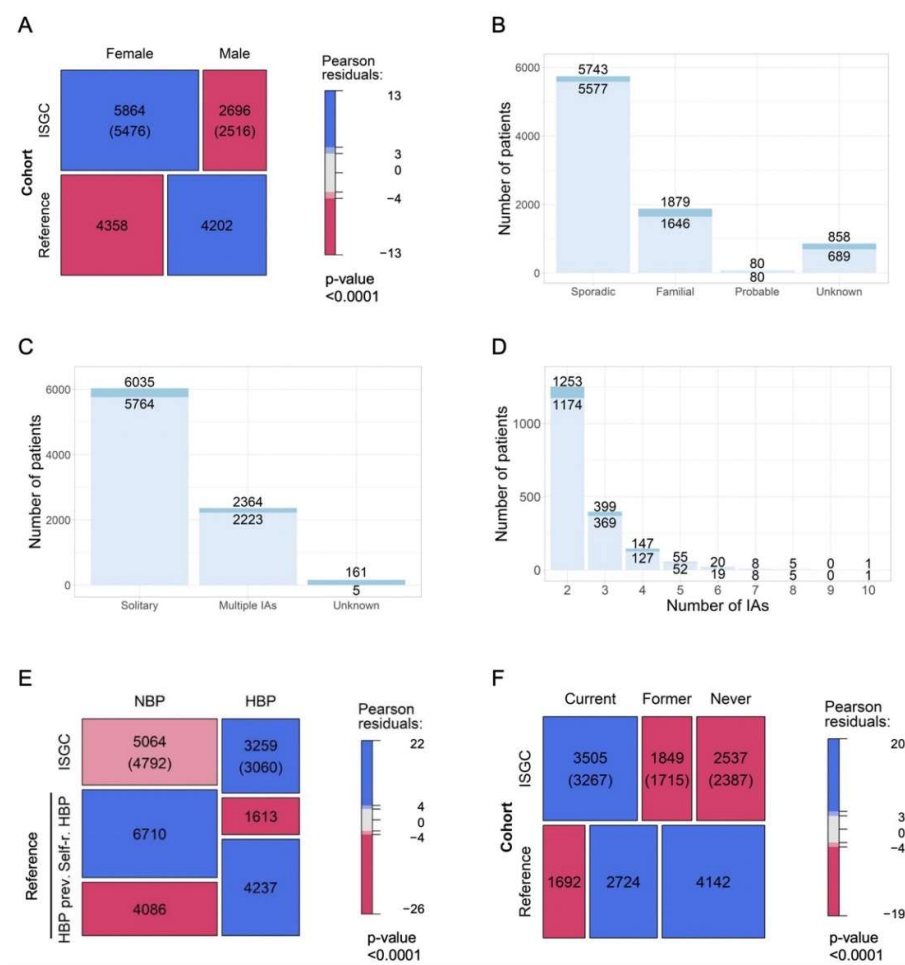 A
Female Male
Pearson
residuals:
Cohort
ISGC
5864
(5476)
2696
(2516)
Reference
4358
4202
13
3
0
−4
−13
p-value
<0.0001
B
Number of patients
6000
4000
2000
0
5743
5577
1879
1646
80
80
858
689
Sporadic Familial Probable Unknown
C
Number of patients
6000
4000
2000
0
6035
5764
2364
2223
161
5
Solitary Multiple IAs Unknown
D
Number of patients
1000
500
0
1253
1174
399
369
147
127
55
52
20
19
8
8
5
5
0
0
1
1
2 3 4 5 6 7 8 9 10
Number of IAs
E
NBP HBP
Pearson
residuals:
ISGC
5064
(4792)
3259
(3060)
Reference
Self-r. HBP
6710
1613
HBP prev.
4086
4237
22
4
0
−4
−26
p-value
<0.0001
F
Current Former Never
Pearson
residuals:
Cohort
ISGC
3505
(3267)
1849
(1715)
2537
(2387)
Reference
1692
2724
4142
20
3
0
−4
−19
p-value
<0.0001